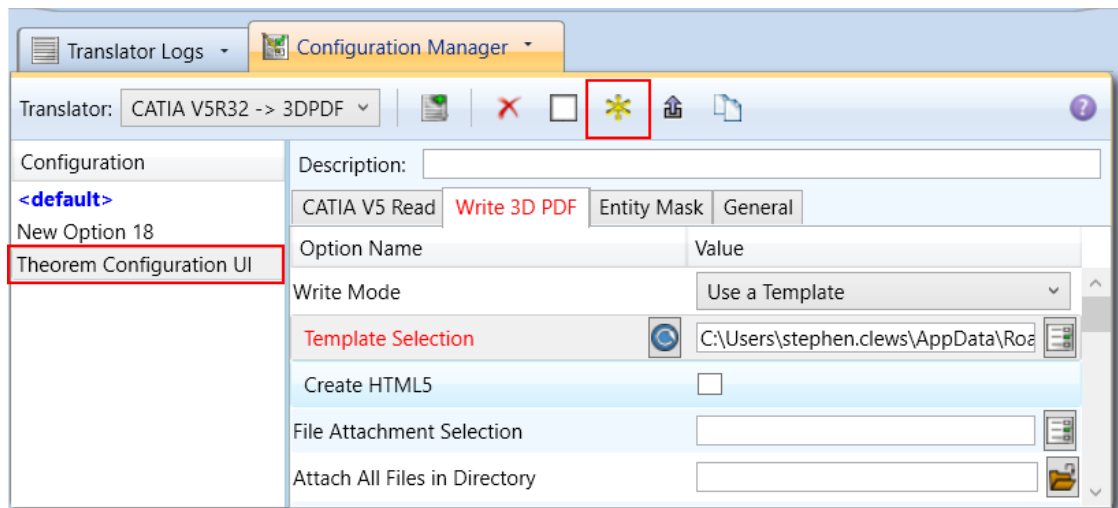 Translator Logs
Configuration Manager
Translator: CATIA V5R32 -> 3DPDF
?
Configuration
Description:
<default>
CATIA V5 Read
Write 3D PDF
Entity Mask
General
New Option 18
Theorem Configuration UI
Option Name
Value
Write Mode
Use a Template
Template Selection
C:\Users\stephen.clews\AppData\Roa
Create HTML5
File Attachment Selection
Attach All Files in Directory